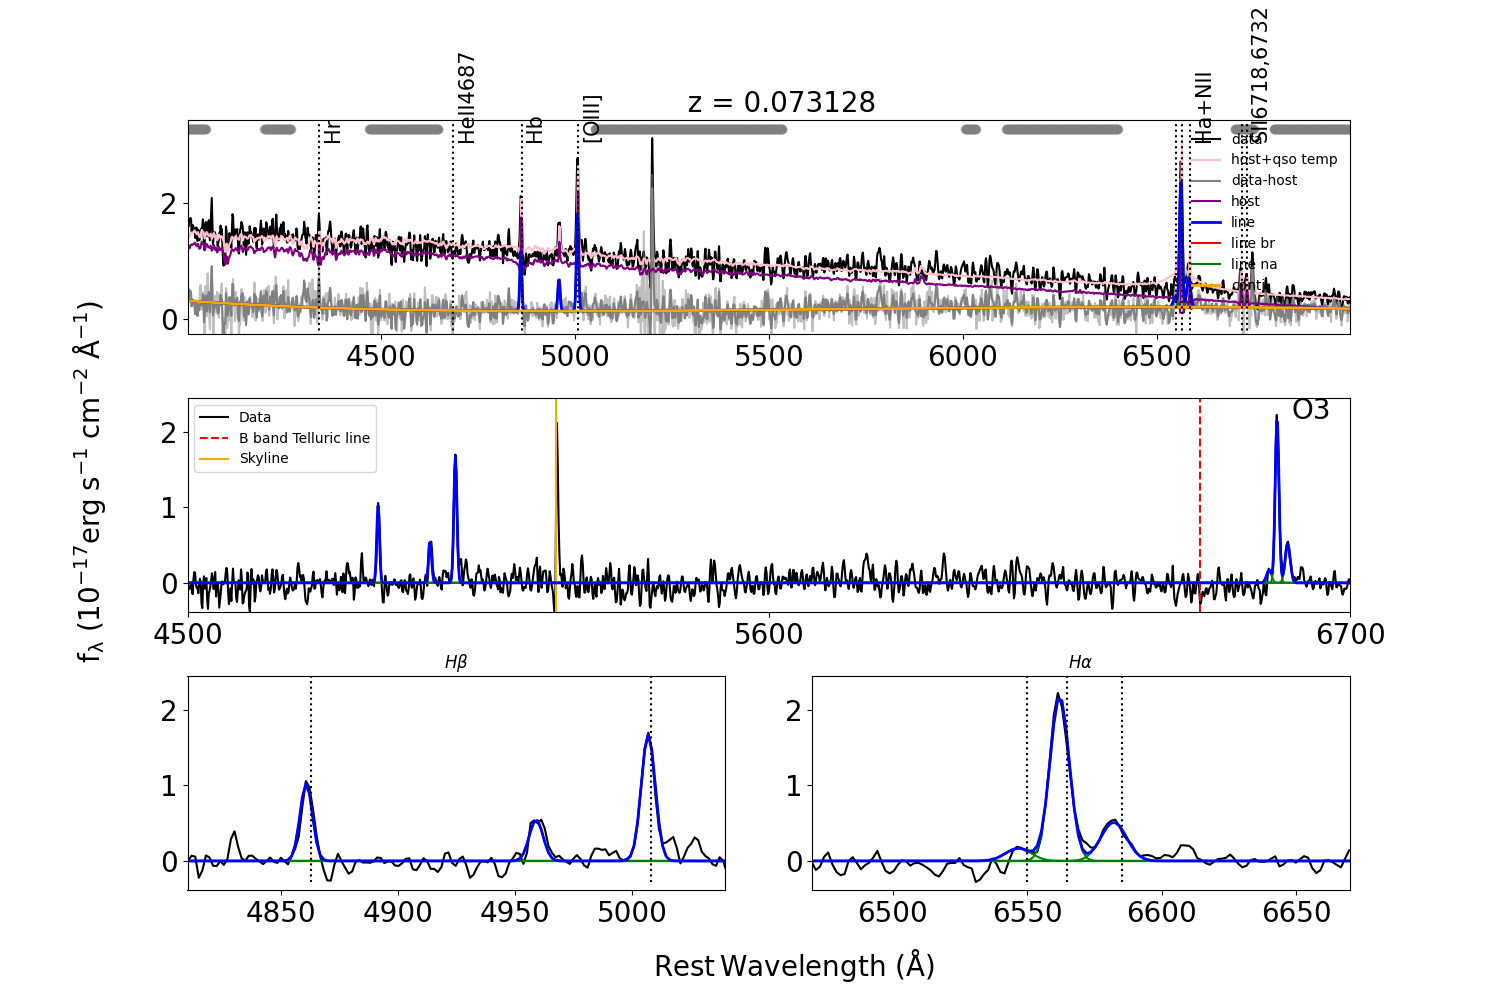 z = 0.073128
Hr
HeII4687
Hb
[OIII]
Ha+NII
SII6718,6732
data
host+qso temp
data-host
host
line
line br
line na
conti
2
0
4500
5000
5500
6000
6500
fλ (10⁻¹⁷erg s⁻¹ cm⁻² Å⁻¹)
Data
B band Telluric line
Skyline
O3
2
1
0
4500
5600
6700
Hβ
2
1
0
4850
4900
4950
5000
Hα
2
1
0
6500
6550
6600
6650
Rest Wavelength (Å)